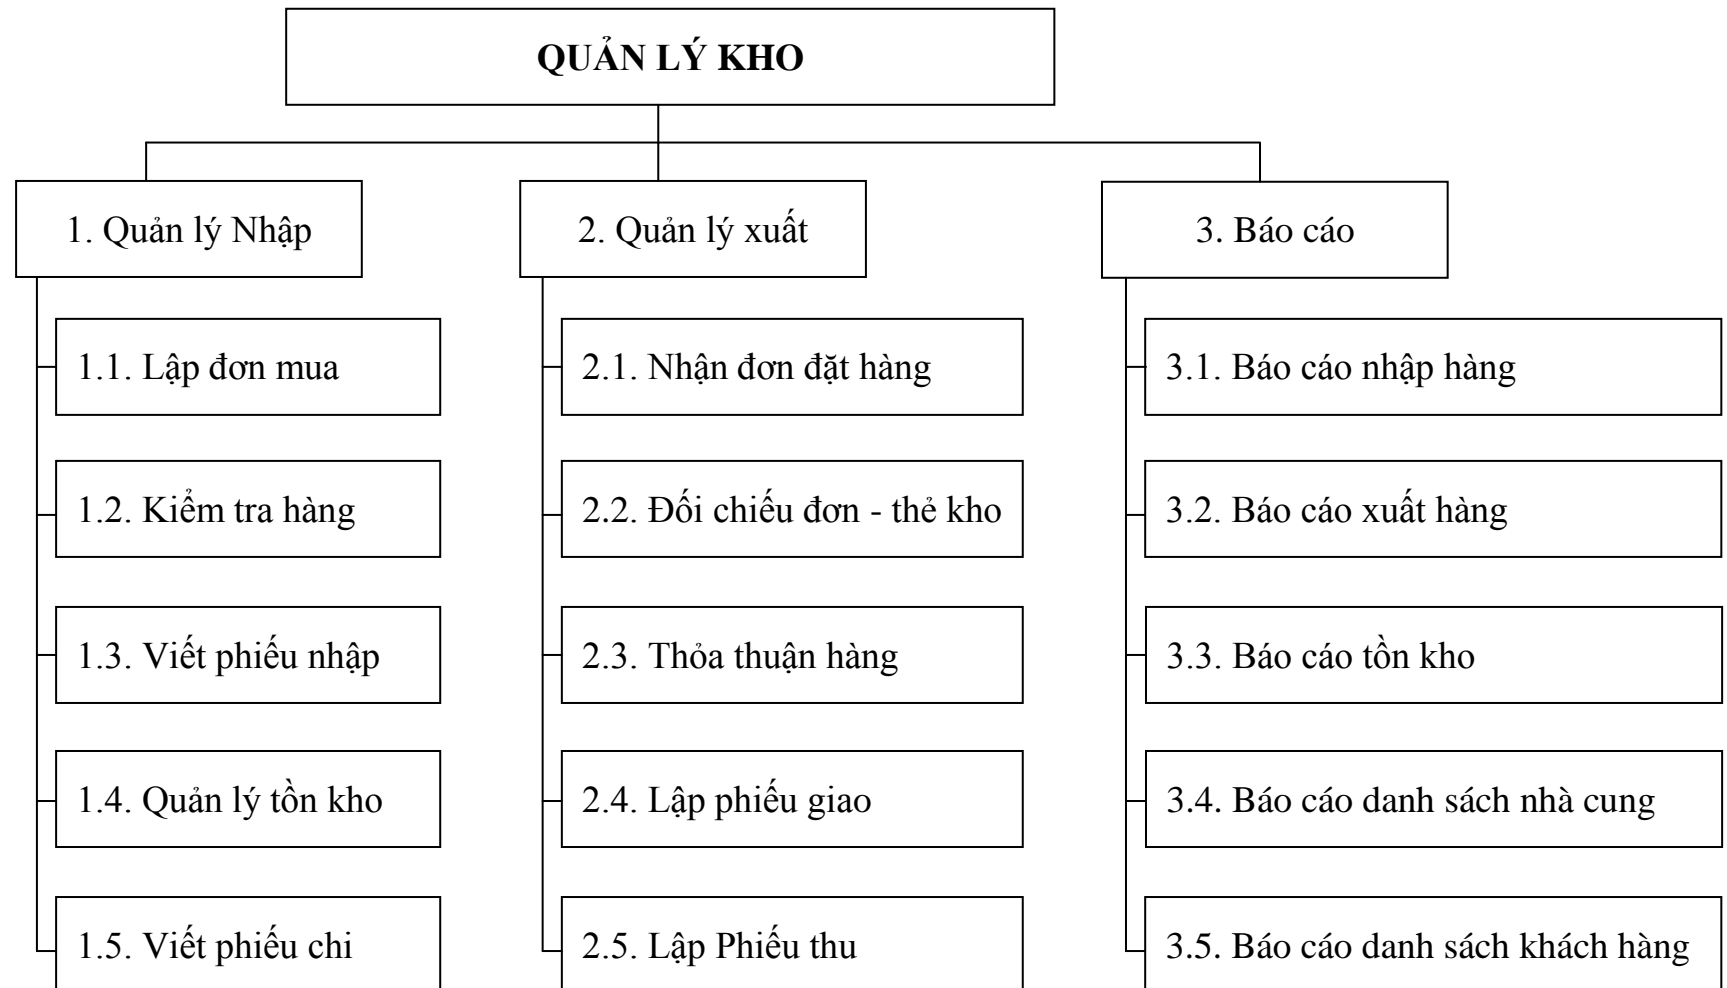 QUẢN LÝ KHO
1. Quản lý Nhập
2. Quản lý xuất
3. Báo cáo
1.1. Lập đơn mua
2.1. Nhận đơn đặt hàng
3.1. Báo cáo nhập hàng
1.2. Kiểm tra hàng
2.2. Đối chiếu đơn - thẻ kho
3.2. Báo cáo xuất hàng
1.3. Viết phiếu nhập
2.3. Thỏa thuận hàng
3.3. Báo cáo tồn kho
1.4. Quản lý tồn kho
2.4. Lập phiếu giao
3.4. Báo cáo danh sách nhà cung
1.5. Viết phiếu chi
2.5. Lập Phiếu thu
3.5. Báo cáo danh sách khách hàng